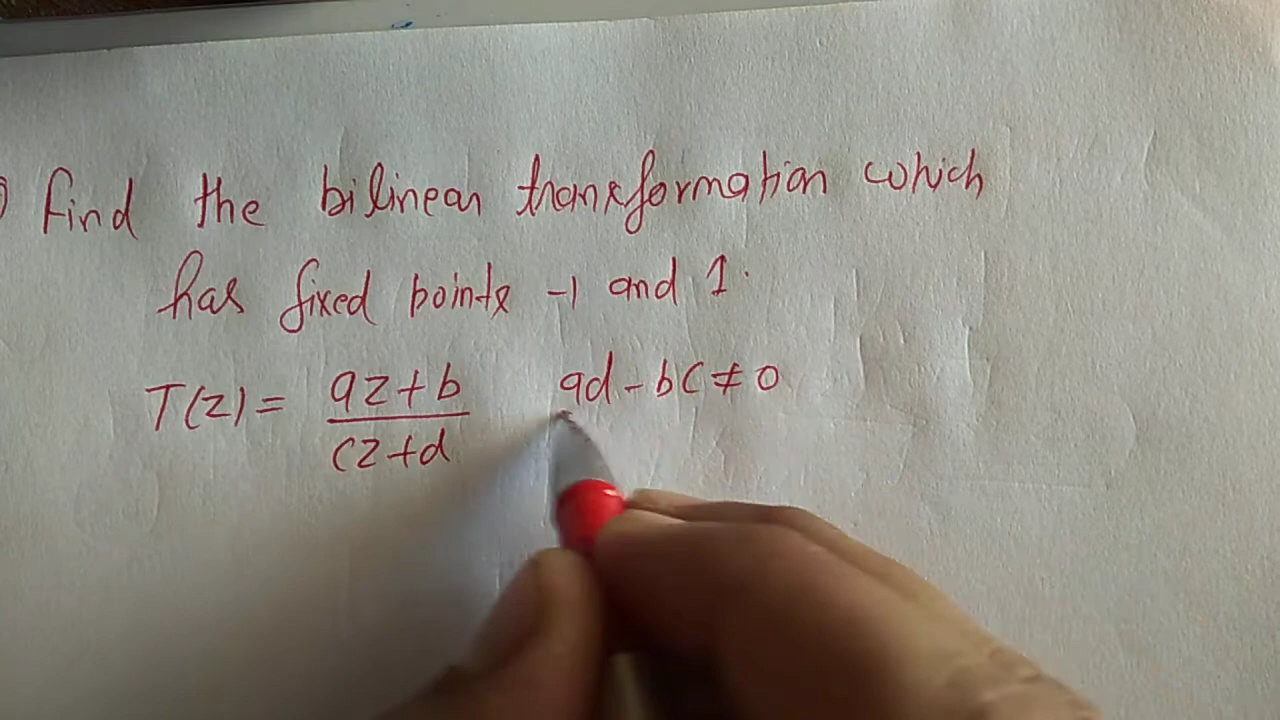 Find the bilinear transformation which
has fixed points -1 and 1.
T(z) = az+b / cz+d ad-bc≠0